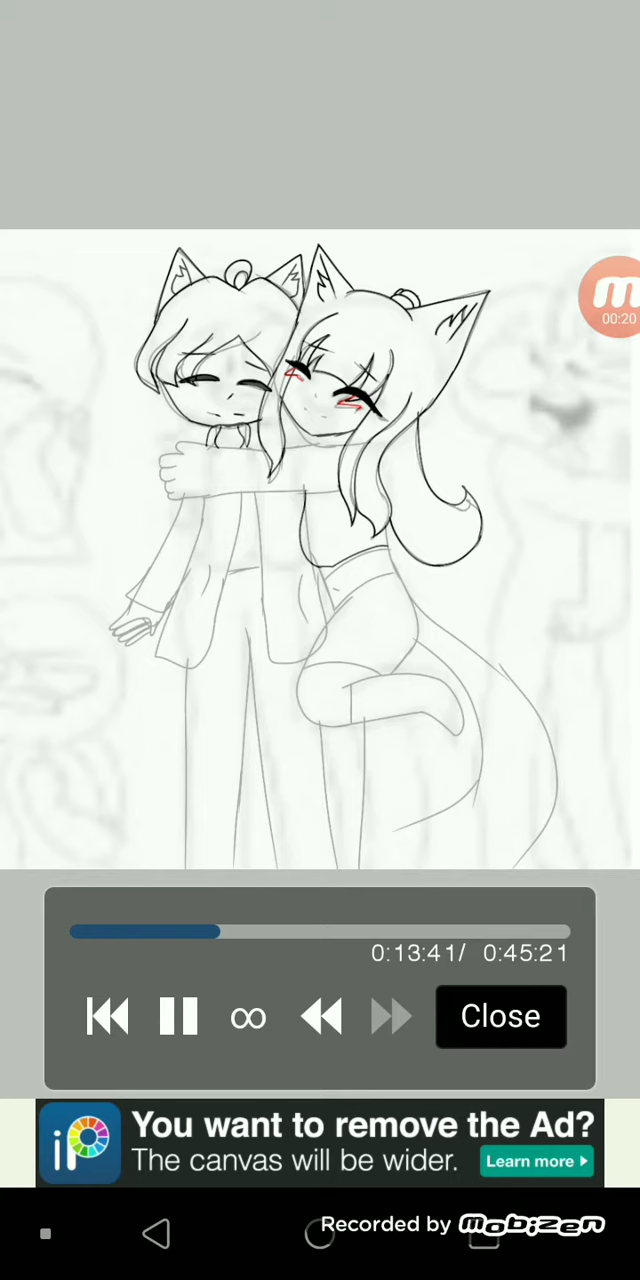 m
00:20
0:13:41/ 0:45:21
Close
iP
You want to remove the Ad?
The canvas will be wider.
Learn more
Recorded by mobizen